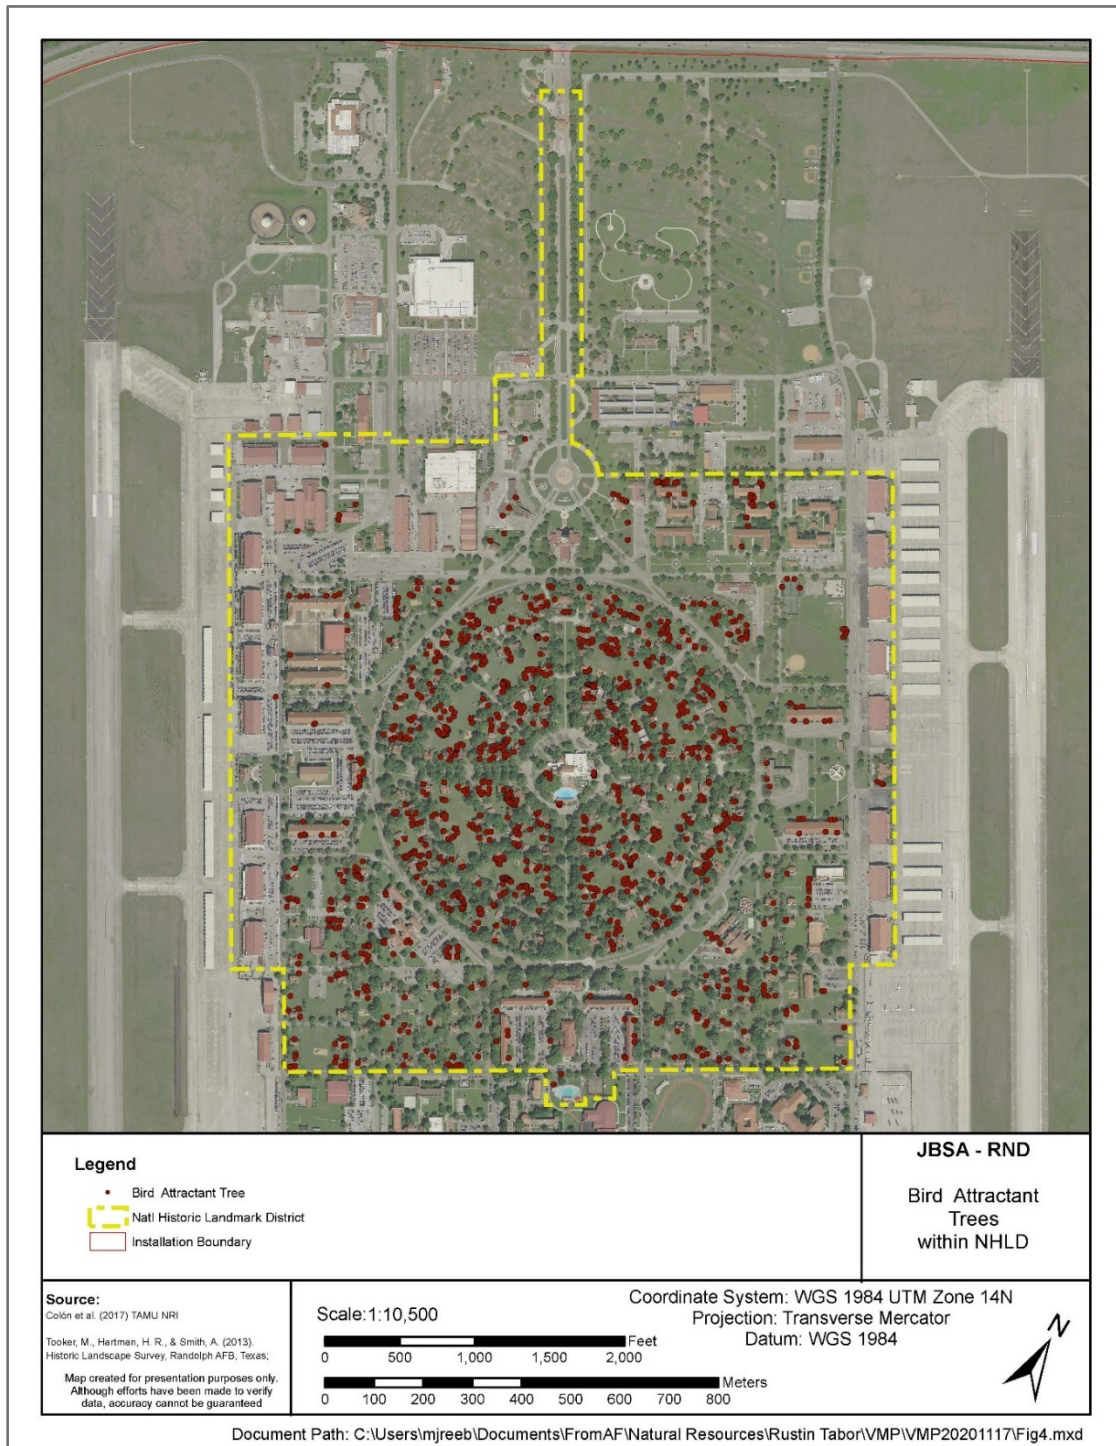 Legend
Bird Attractant Tree
Natl Historic Landmark District
Installation Boundary
JBSA - RND
Bird Attractant
Trees
within NHLD
Source:
Colón et al. (2017) TAMU NRI
Tooker, M., Hartman, H. R., & Smith, A. (2013).
Historic Landscape Survey, Randolph AFB, Texas;
Map created for presentation purposes only.
Although efforts have been made to verify
data, accuracy cannot be guaranteed
Scale:1:10,500
Feet
0 500 1,000 1,500 2,000
Meters
0 100 200 300 400 500 600 700 800
Coordinate System: WGS 1984 UTM Zone 14N
Projection: Transverse Mercator
Datum: WGS 1984
N
Document Path: C:\Users\mjreeb\Documents\FromAF\Natural Resources\Rustin Tabor\VMP\VMP20201117\Fig4.mxd